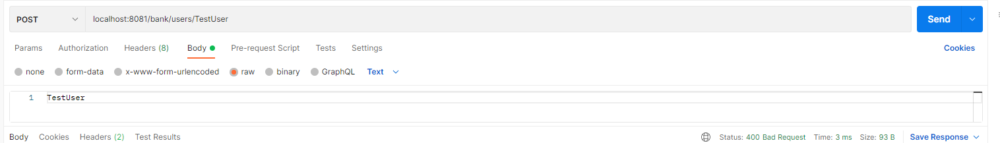 POST localhost:8081/bank/users/TestUser Send
Params Authorization Headers (8) Body Pre-request Script Tests Settings Cookies
none form-data x-www-form-urlencoded raw binary GraphQL Text
1 TestUser
Body Cookies Headers (2) Test Results Status: 400 Bad Request Time: 3 ms Size: 93 B Save Response